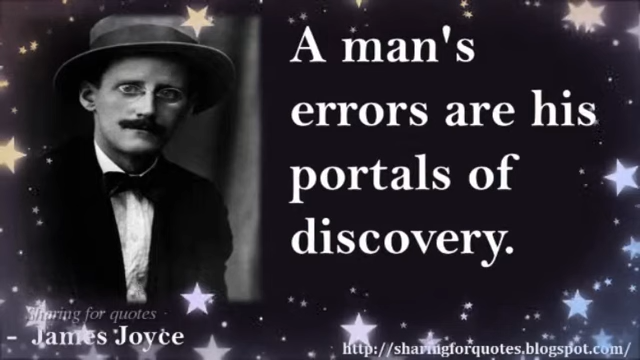 A man's
errors are his
portals of
discovery.
Sharing for quotes
- James Joyce
http://sharingforquotes.blogspot.com/